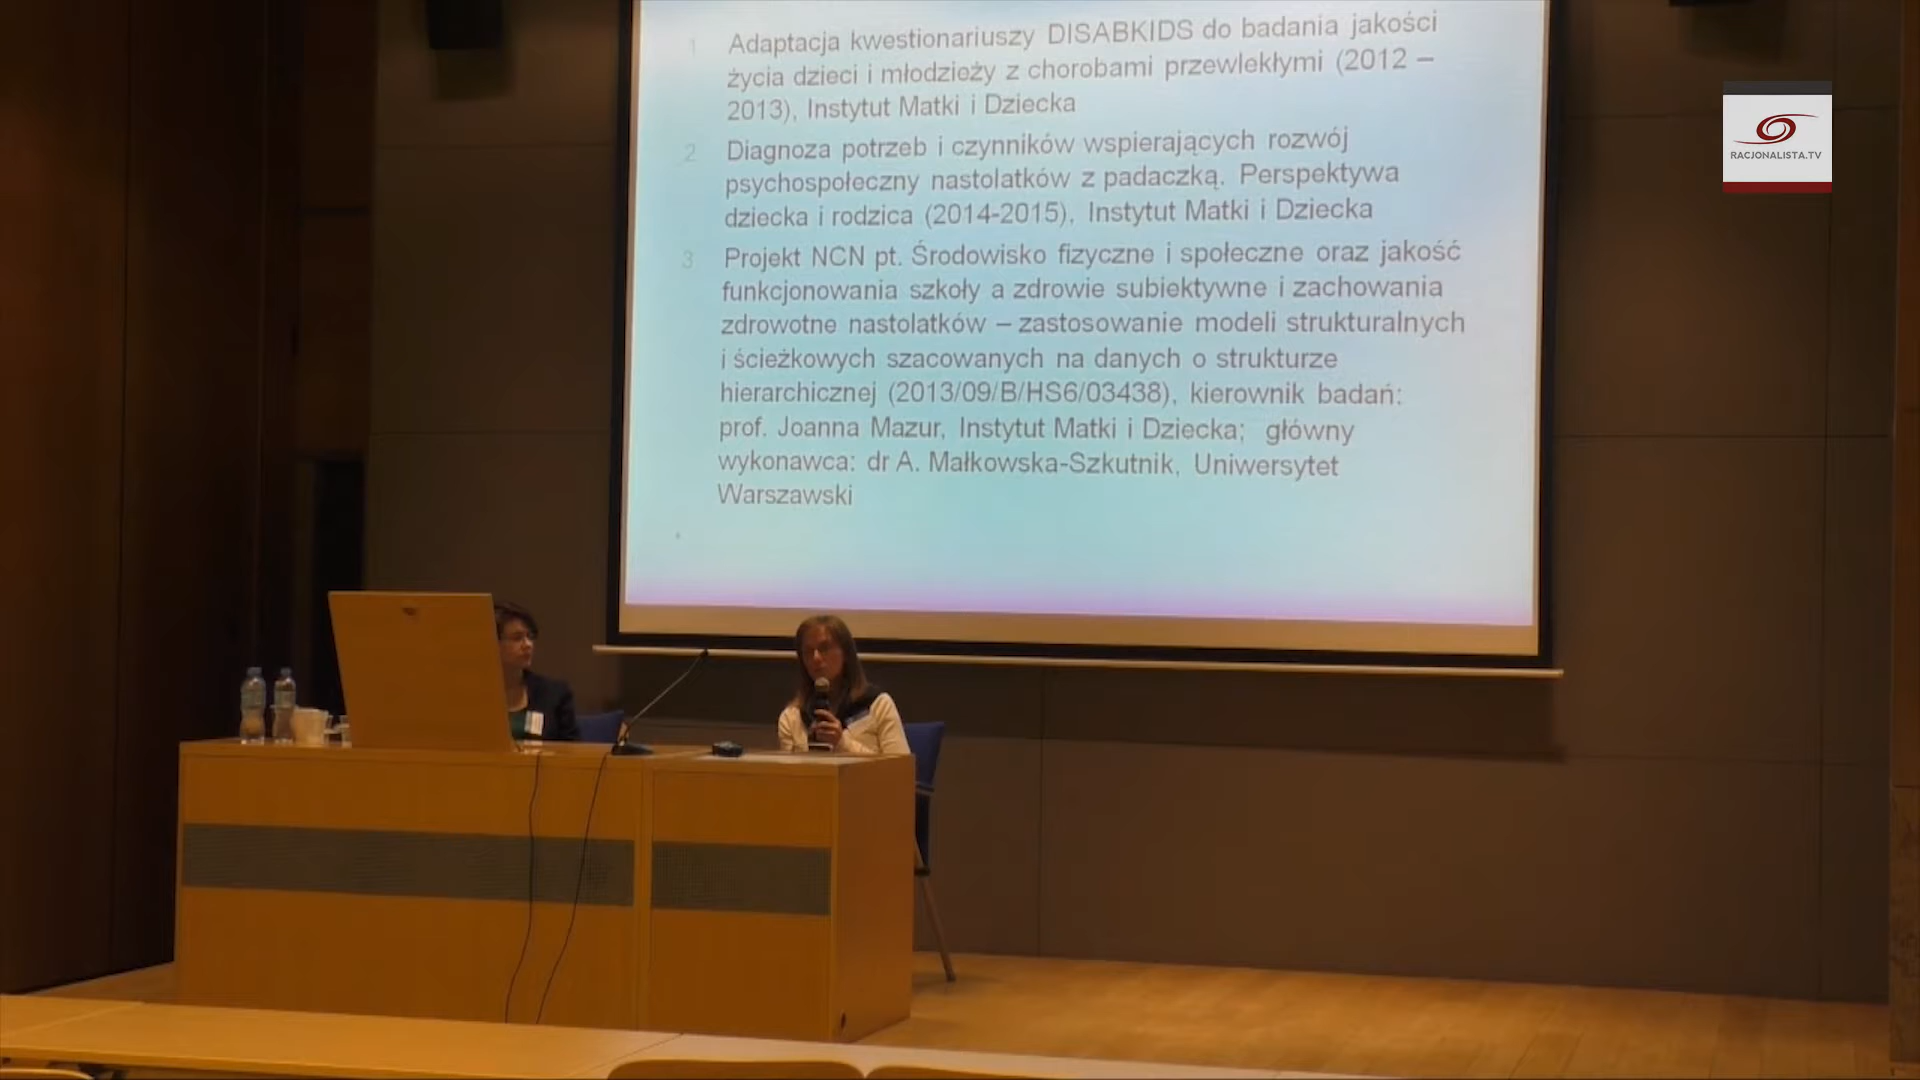 1 Adaptacja kwestionariuszy DISABKIDS do badania jakości
życia dzieci i młodzieży z chorobami przewlekłymi (2012 –
2013), Instytut Matki i Dziecka
2 Diagnoza potrzeb i czynników wspierających rozwój
psychospołeczny nastolatków z padaczką. Perspektywa
dziecka i rodzica (2014-2015), Instytut Matki i Dziecka
3 Projekt NCN pt. Środowisko fizyczne i społeczne oraz jakość
funkcjonowania szkoły a zdrowie subiektywne i zachowania
zdrowotne nastolatków – zastosowanie modeli strukturalnych
i ścieżkowych szacowanych na danych o strukturze
hierarchicznej (2013/09/B/HS6/03438), kierownik badań:
prof. Joanna Mazur, Instytut Matki i Dziecka; główny
wykonawca: dr A. Małkowska-Szkutnik, Uniwersytet
Warszawski
RACJONALISTA.TV